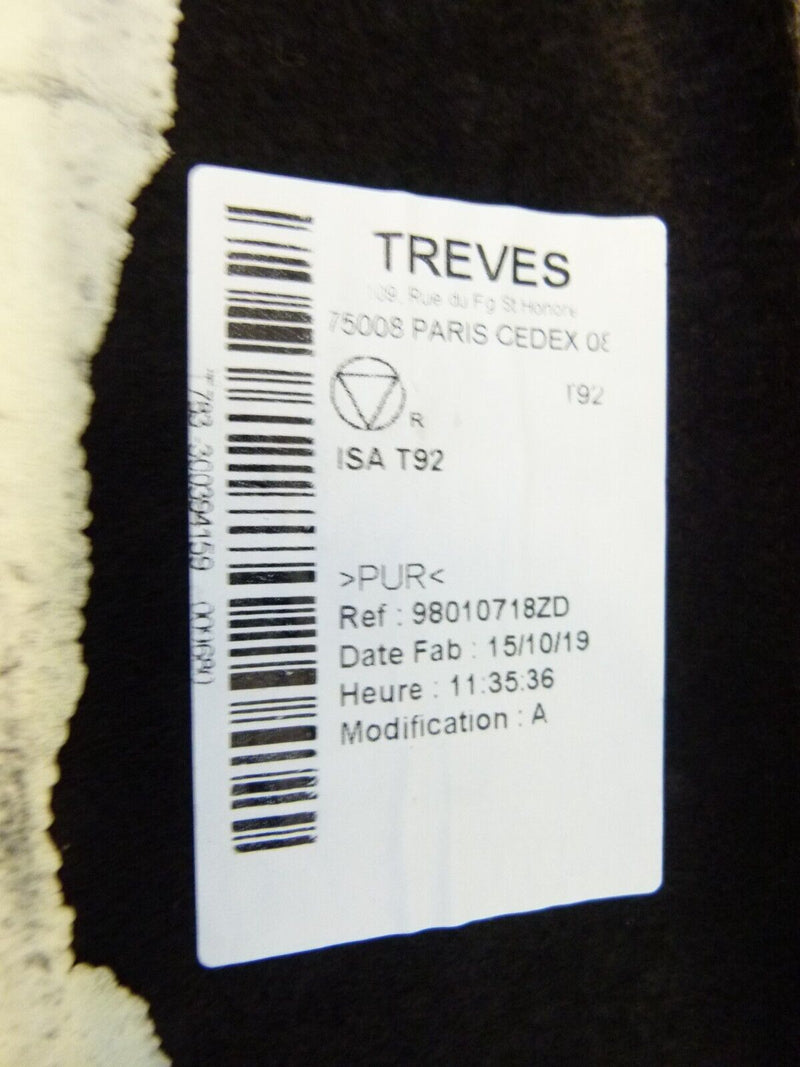 TREVES
109, Rue du Fg St Honore
75008 PARIS CEDEX 08
T92
R
ISA T92
>PUR<
Ref : 98010718ZD
Date Fab : 15/10/19
Heure : 11:35:36
Modification : A